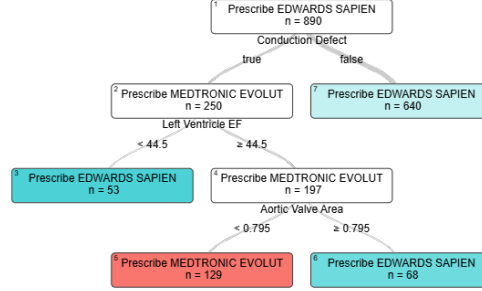 1 Prescribe EDWARDS SAPIEN
n = 890
Conduction Defect
true
false
2 Prescribe MEDTRONIC EVOLUT
n = 250
7 Prescribe EDWARDS SAPIEN
n = 640
Left Ventricle EF
< 44.5
≥ 44.5
3 Prescribe EDWARDS SAPIEN
n = 53
4 Prescribe MEDTRONIC EVOLUT
n = 197
Aortic Valve Area
< 0.795
≥ 0.795
5 Prescribe MEDTRONIC EVOLUT
n = 129
6 Prescribe EDWARDS SAPIEN
n = 68